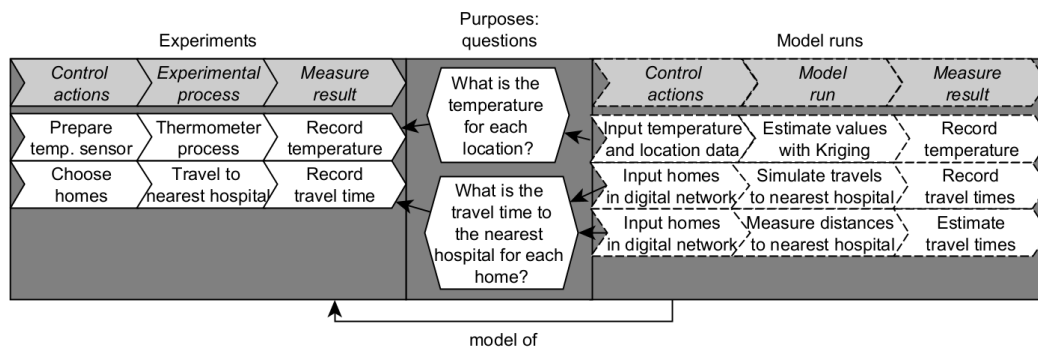 Purposes:
questions
Experiments
Model runs
Control
actions
Experimental
process
Measure
result
What is the
temperature
for each
location?
Control
actions
Model
run
Measure
result
Prepare
temp. sensor
Thermometer
process
Record
temperature
Input temperature
and location data
Estimate values
with Kriging
Record
temperature
Choose
homes
Travel to
nearest hospital
Record
travel time
What is the
travel time to
the nearest
hospital for each
home?
Input homes
in digital network
Simulate travels
to nearest hospital
Record
travel times
Input homes
in digital network
Measure distances
to nearest hospital
Estimate
travel times
model of